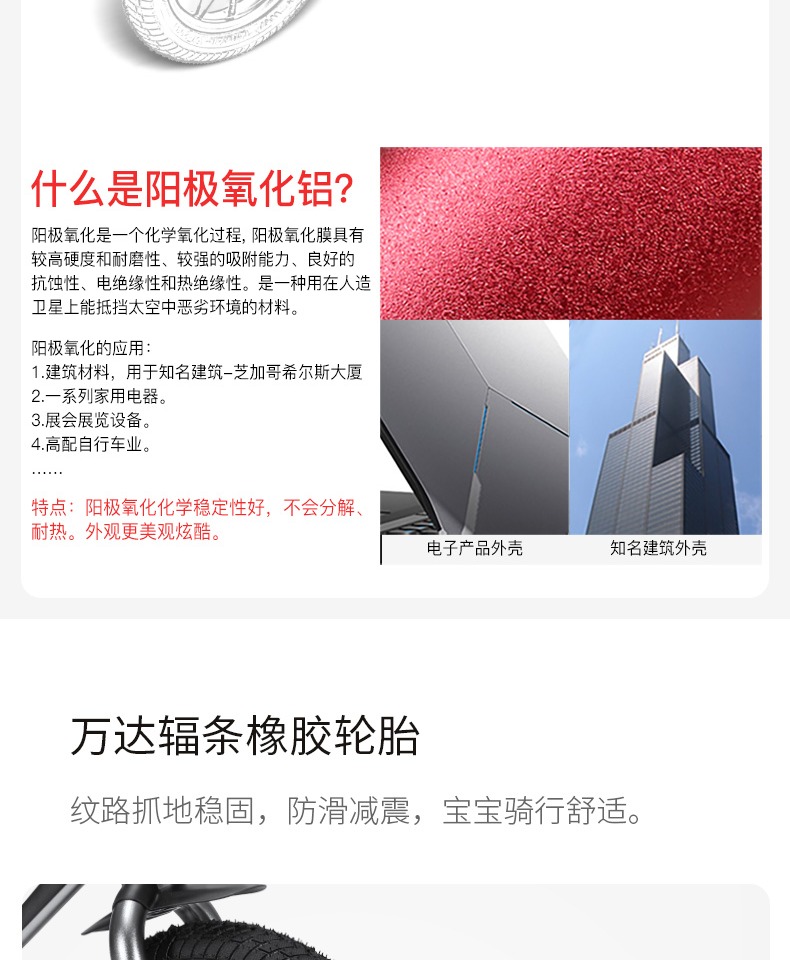 什么是阳极氧化铝?
阳极氧化是一个化学氧化过程, 阳极氧化膜具有
较高硬度和耐磨性、较强的吸附能力、良好的
抗蚀性、电绝缘性和热绝缘性。是一种用在人造
卫星上能抵挡太空中恶劣环境的材料。
阳极氧化的应用：
1.建筑材料，用于知名建筑–芝加哥希尔斯大厦
2.一系列家用电器。
3.展会展览设备。
4.高配自行车业。
……
特点：阳极氧化化学稳定性好，不会分解、
耐热。外观更美观炫酷。
电子产品外壳
知名建筑外壳
万达辐条橡胶轮胎
纹路抓地稳固，防滑减震，宝宝骑行舒适。